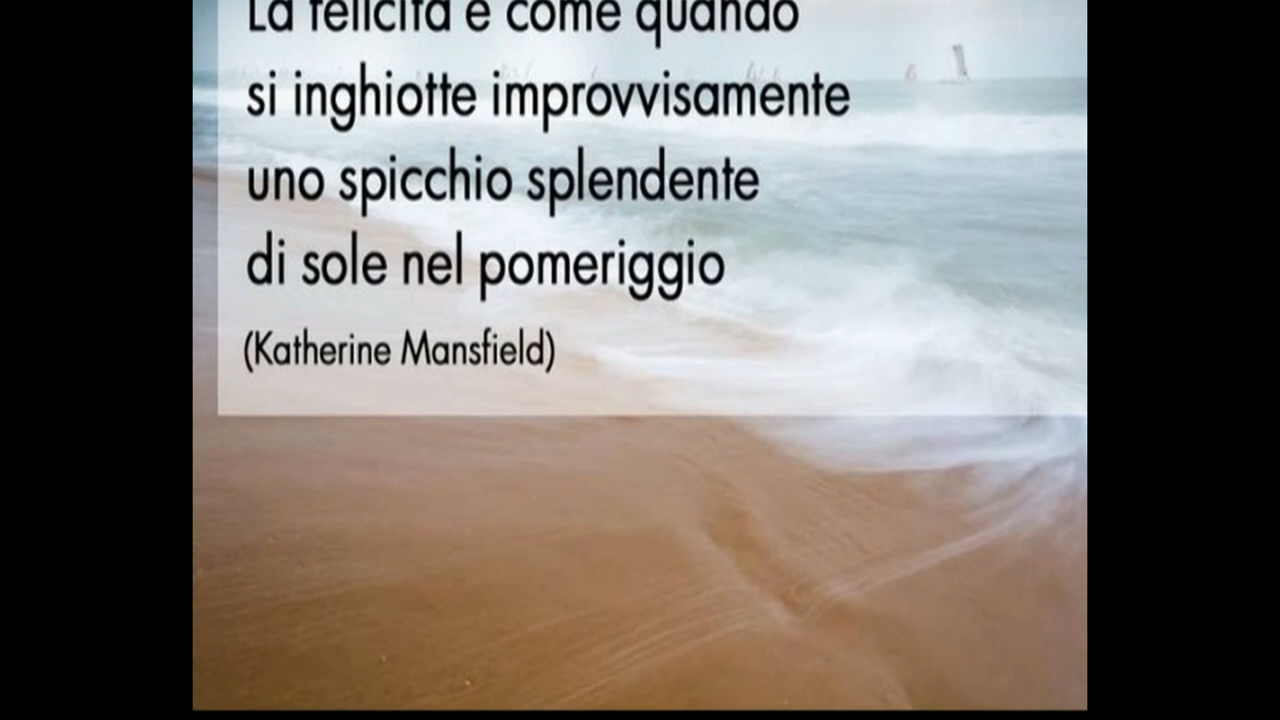 La felicità è come quando
si inghiotte improvvisamente
uno spicchio splendente
di sole nel pomeriggio
(Katherine Mansfield)